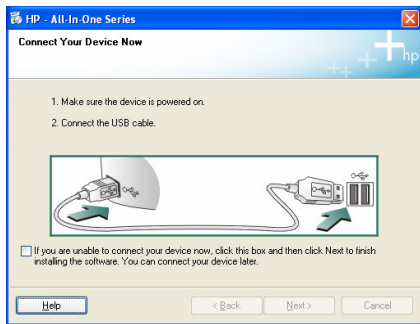 HP - All-In-One Series
Connect Your Device Now
hp
1. Make sure the device is powered on.
2. Connect the USB cable.
If you are unable to connect your device now, click this box and then click Next to finish
installing the software. You can connect your device later.
Help
< Back
Next >
Cancel